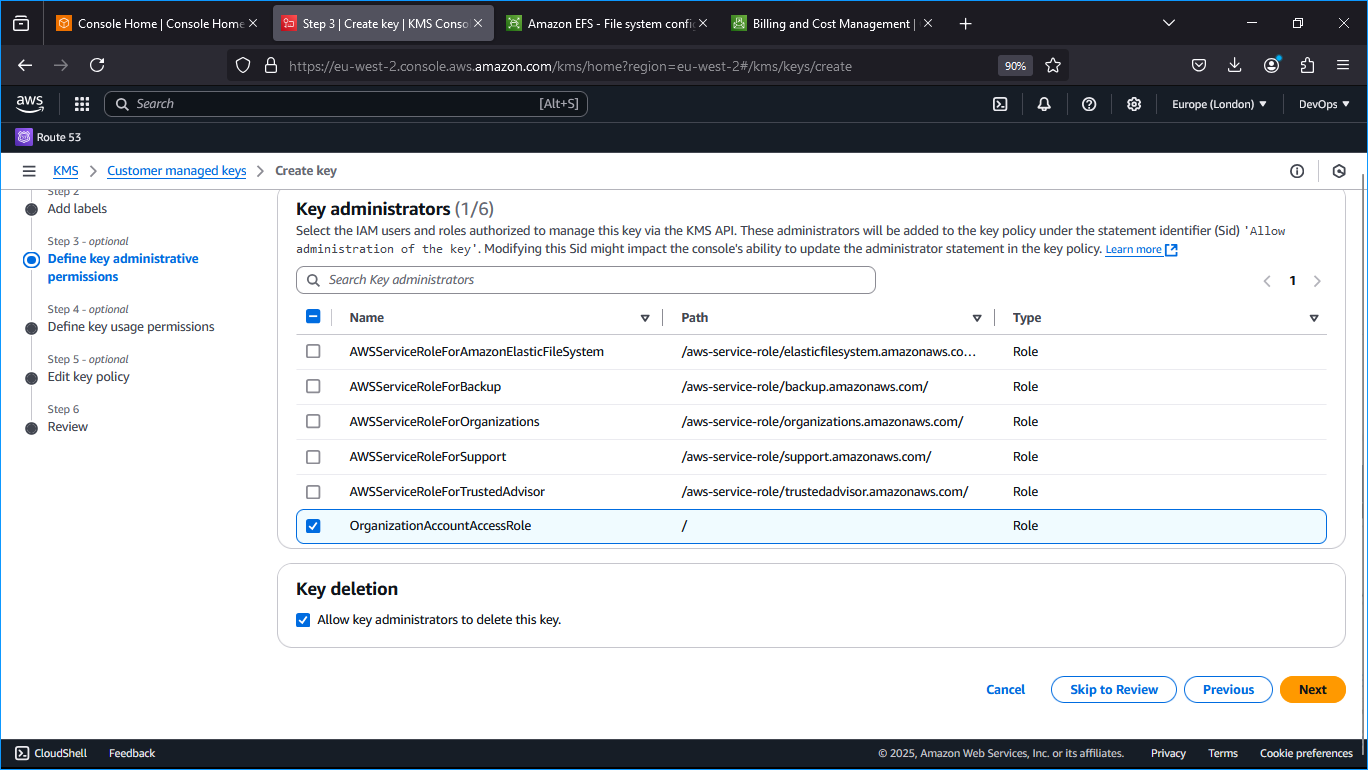 Console Home | Console Home
Step 3 | Create key | KMS Conso
Amazon EFS - File system confi
Billing and Cost Management |
https://eu-west-2.console.aws.amazon.com/kms/home?region=eu-west-2#/kms/keys/create
90%
aws
Search
[Alt+S]
Europe (London)
DevOps
Route 53
KMS
Customer managed keys
Create key
Step 2
Add labels
Step 3 - optional
Define key administrative
permissions
Step 4 - optional
Define key usage permissions
Step 5 - optional
Edit key policy
Step 6
Review
Key administrators (1/6)
Select the IAM users and roles authorized to manage this key via the KMS API. These administrators will be added to the key policy under the statement identifier (Sid) 'Allow
administration of the key'. Modifying this Sid might impact the console's ability to update the administrator statement in the key policy. Learn more
Search Key administrators
1
Name Path Type
AWSServiceRoleForAmazonElasticFileSystem /aws-service-role/elasticfilesystem.amazonaws.co... Role
AWSServiceRoleForBackup /aws-service-role/backup.amazonaws.com/ Role
AWSServiceRoleForOrganizations /aws-service-role/organizations.amazonaws.com/ Role
AWSServiceRoleForSupport /aws-service-role/support.amazonaws.com/ Role
AWSServiceRoleForTrustedAdvisor /aws-service-role/trustedadvisor.amazonaws.com/ Role
OrganizationAccountAccessRole / Role
Key deletion
Allow key administrators to delete this key.
Cancel
Skip to Review
Previous
Next
CloudShell
Feedback
© 2025, Amazon Web Services, Inc. or its affiliates.
Privacy
Terms
Cookie preferences